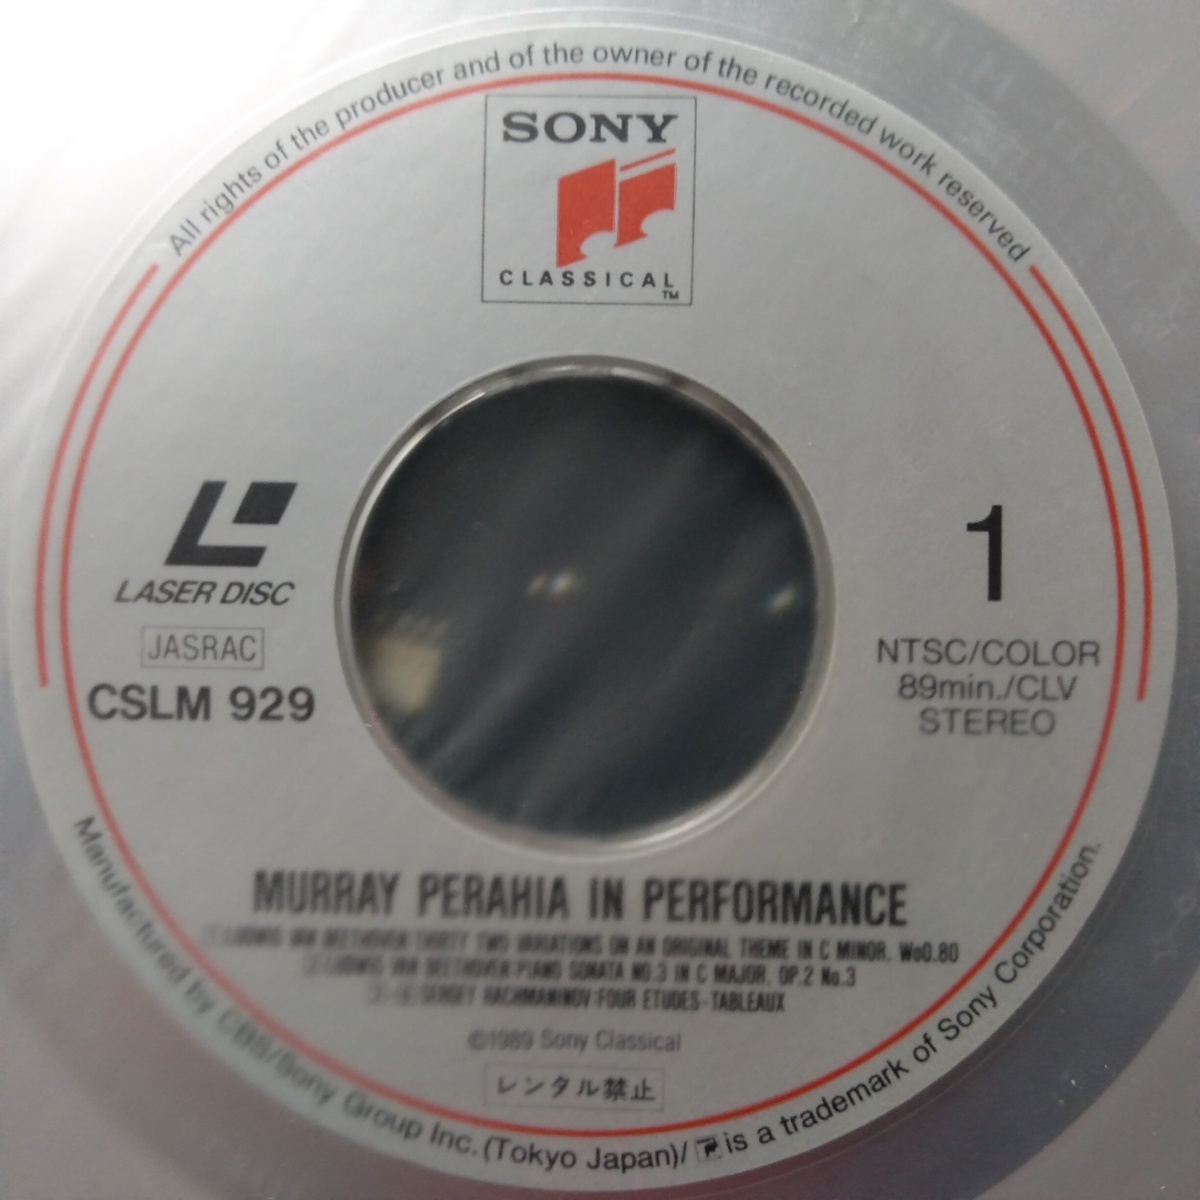 All rights of the producer and of the owner of the recorded work reserved
SONY
CLASSICAL
TM
LASER DISC
JASRAC
CSLM 929
1
NTSC/COLOR
89min./CLV
STEREO
MURRAY PERAHIA IN PERFORMANCE
LUDWIG VAN BEETHOVEN:THIRTY TWO VARIATIONS ON AN ORIGINAL THEME IN C MINOR. WoO.80
LUDWIG VAN BEETHOVEN:PIANO SONATA NO.3 IN C MAJOR. OP.2 No.3
SERGEY RACHMANINOV:FOUR ETUDES-TABLEAUX
©1989 Sony Classical
レンタル禁止
Manufactured by CBS/Sony Group Inc. (Tokyo Japan)/ is a trademark of Sony Corporation.